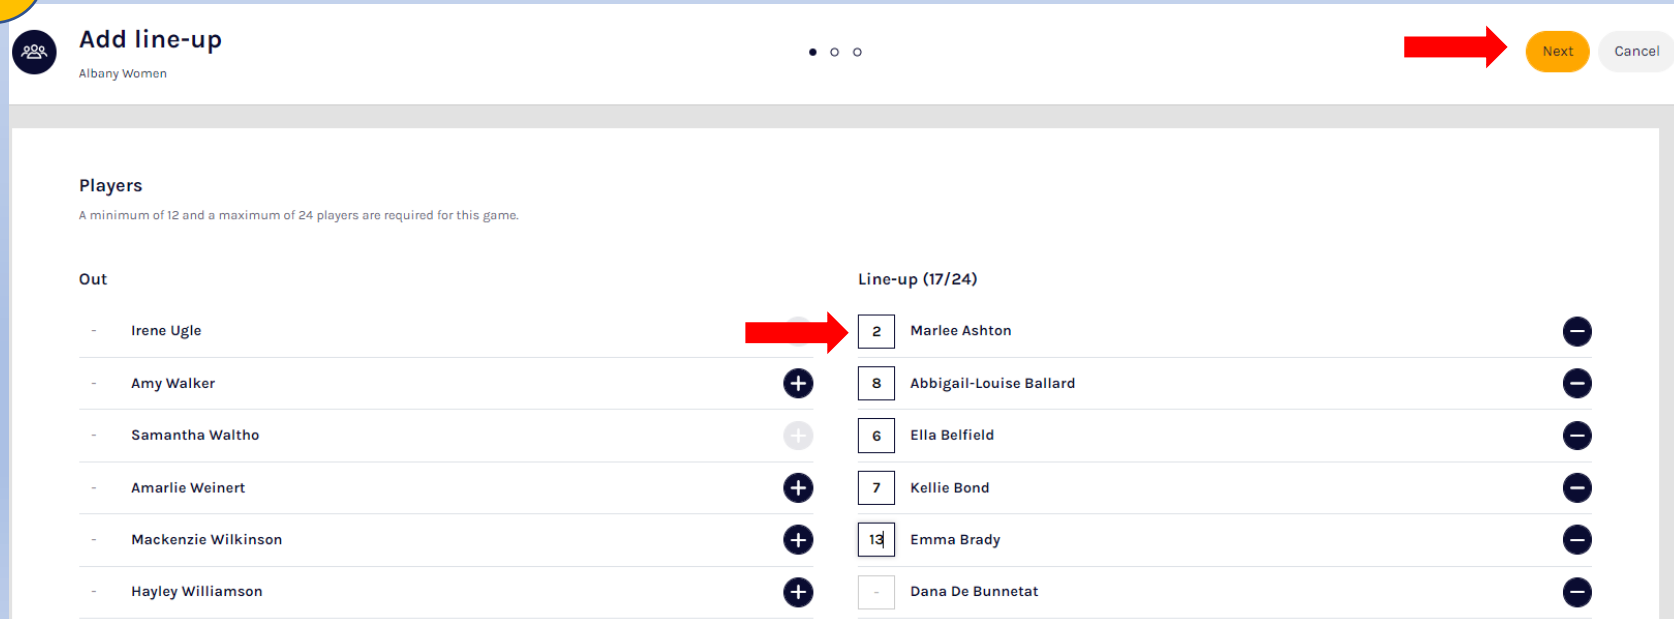 Add line-up
Albany Women
Next
Cancel
Players
A minimum of 12 and a maximum of 24 players are required for this game.
Out
Line-up (17/24)
- Irene Ugle
2 Marlee Ashton
- Amy Walker
8 Abbigail-Louise Ballard
- Samantha Waltho
6 Ella Belfield
- Amarlie Weinert
7 Kellie Bond
- Mackenzie Wilkinson
13 Emma Brady
- Hayley Williamson
- Dana De Bunnetat